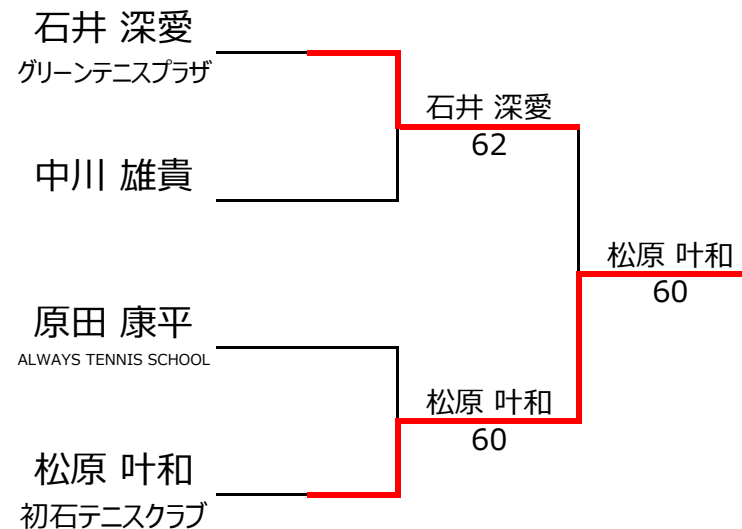 石井 深愛
グリーンテニスプラザ
石井 深愛
62
中川 雄貴
松原 叶和
60
原田 康平
ALWAYS TENNIS SCHOOL
松原 叶和
60
松原 叶和
初石テニスクラブ